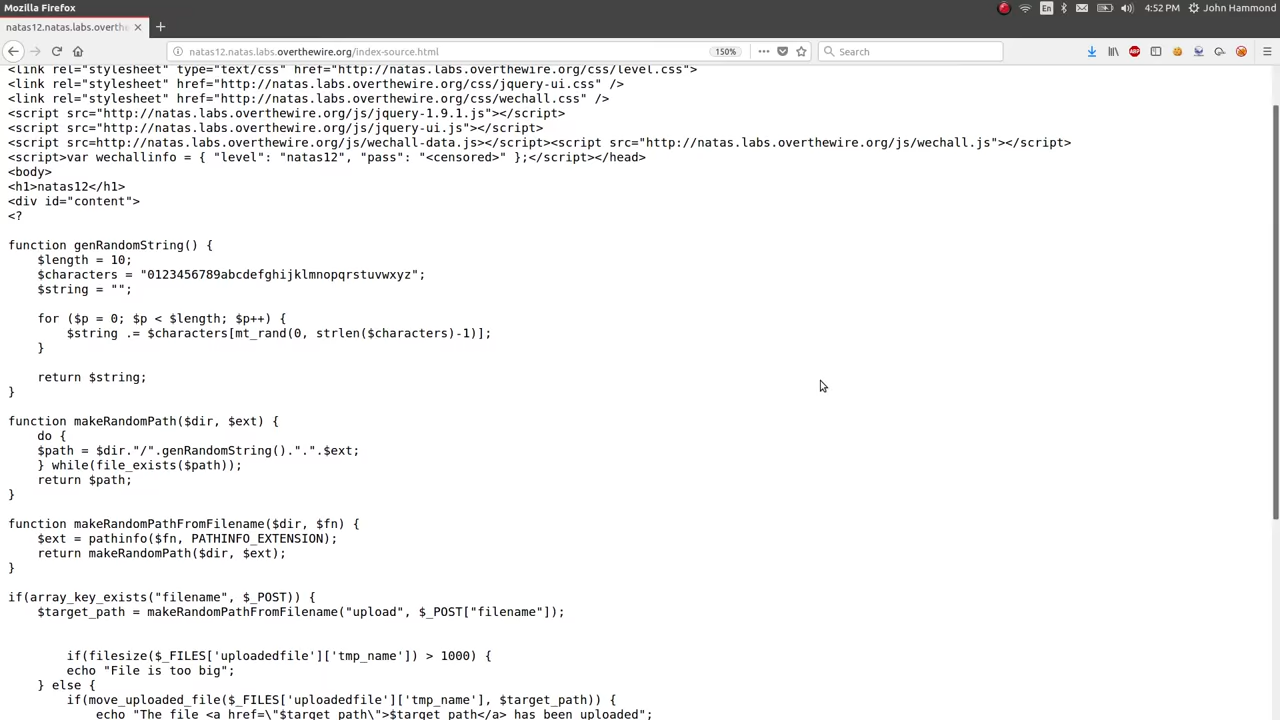 Mozilla Firefox
En
4:52 PM
John Hammond
natas12.natas.labs.overthe
natas12.natas.labs.overthewire.org/index-source.html
150%
Search
ABP
<link rel="stylesheet" type="text/css" href="http://natas.labs.overthewire.org/css/level.css">
<link rel="stylesheet" href="http://natas.labs.overthewire.org/css/jquery-ui.css" />
<link rel="stylesheet" href="http://natas.labs.overthewire.org/css/wechall.css" />
<script src="http://natas.labs.overthewire.org/js/jquery-1.9.1.js"></script>
<script src="http://natas.labs.overthewire.org/js/jquery-ui.js"></script>
<script src=http://natas.labs.overthewire.org/js/wechall-data.js></script><script src="http://natas.labs.overthewire.org/js/wechall.js"></script>
<script>var wechallinfo = { "level": "natas12", "pass": "<censored>" };</script></head>
<body>
<h1>natas12</h1>
<div id="content">
<?
function genRandomString() {
$length = 10;
$characters = "0123456789abcdefghijklmnopqrstuvwxyz";
$string = "";
for ($p = 0; $p < $length; $p++) {
$string .= $characters[mt_rand(0, strlen($characters)-1)];
}
return $string;
}
function makeRandomPath($dir, $ext) {
do {
$path = $dir."/".genRandomString().".".$ext;
} while(file_exists($path));
return $path;
}
function makeRandomPathFromFilename($dir, $fn) {
$ext = pathinfo($fn, PATHINFO_EXTENSION);
return makeRandomPath($dir, $ext);
}
if(array_key_exists("filename", $_POST)) {
$target_path = makeRandomPathFromFilename("upload", $_POST["filename"]);
if(filesize($_FILES['uploadedfile']['tmp_name']) > 1000) {
echo "File is too big";
} else {
if(move_uploaded_file($_FILES['uploadedfile']['tmp_name'], $target_path)) {
echo "The file <a href=\"$target_path\">$target_path</a> has been uploaded";